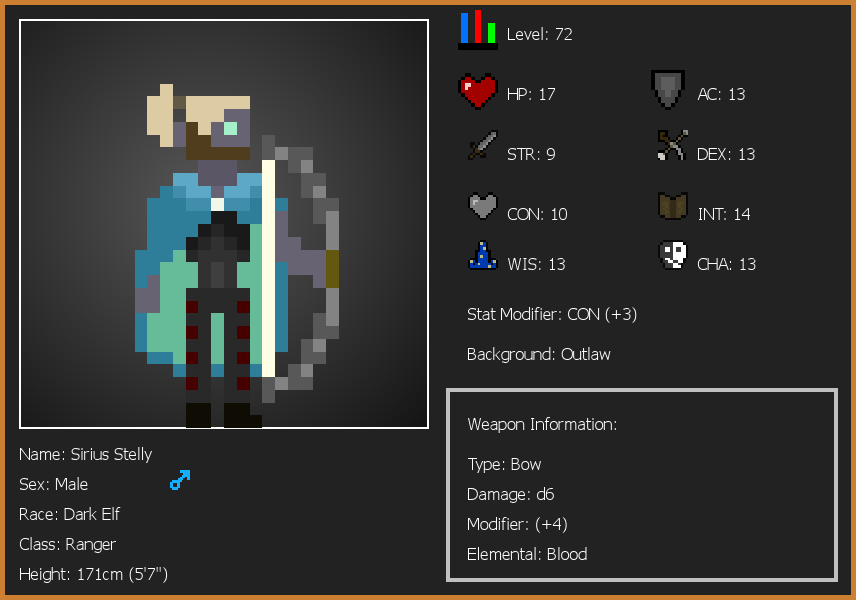 Level: 72
HP: 17
AC: 13
STR: 9
DEX: 13
CON: 10
INT: 14
WIS: 13
CHA: 13
Stat Modifier: CON (+3)
Background: Outlaw
Weapon Information:
Type: Bow
Damage: d6
Modifier: (+4)
Elemental: Blood
Name: Sirius Stelly
Sex: Male
Race: Dark Elf
Class: Ranger
Height: 171cm (5'7")